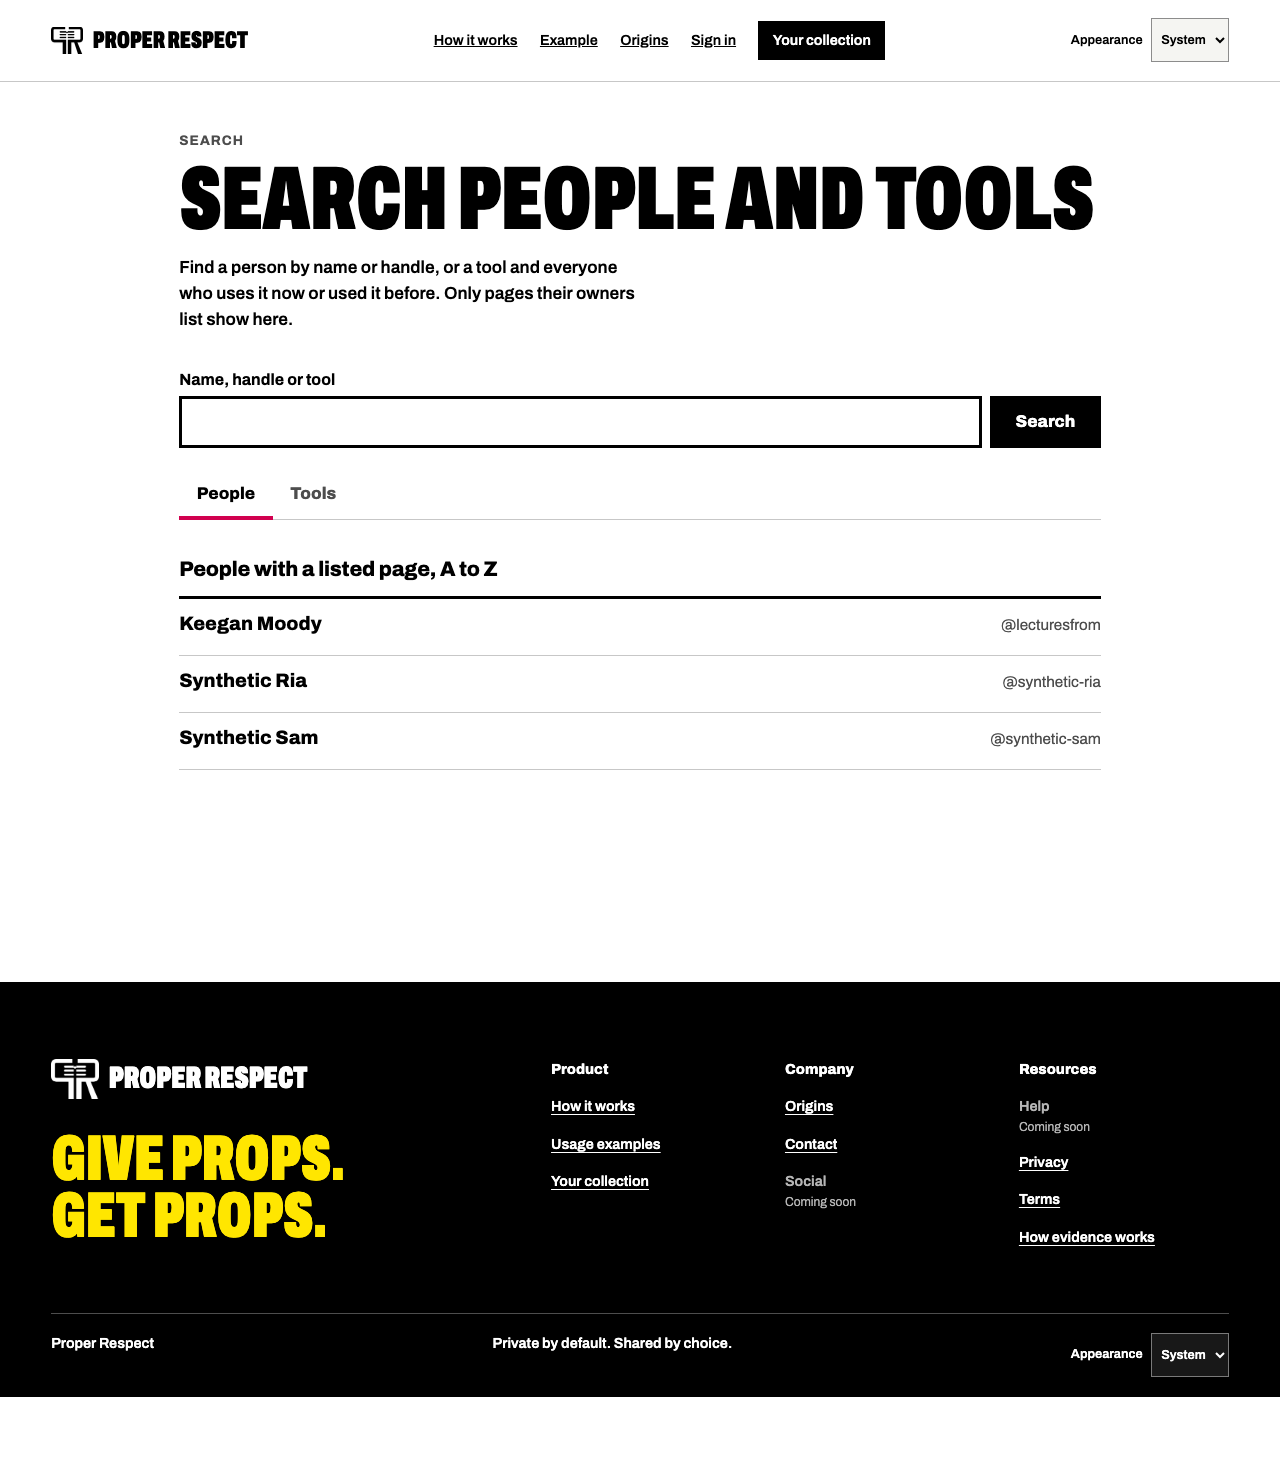 PROPER RESPECT
How it works
Example
Origins
Sign in
Your collection
Appearance
System
SEARCH
SEARCH PEOPLE AND TOOLS
Find a person by name or handle, or a tool and everyone
who uses it now or used it before. Only pages their owners
list show here.
Name, handle or tool
Search
People
Tools
People with a listed page, A to Z
Keegan Moody
@lecturesfrom
Synthetic Ria
@synthetic-ria
Synthetic Sam
@synthetic-sam
PROPER RESPECT
GIVE PROPS.
GET PROPS.
Product
How it works
Usage examples
Your collection
Company
Origins
Contact
Social
Coming soon
Resources
Help
Coming soon
Privacy
Terms
How evidence works
Proper Respect
Private by default. Shared by choice.
Appearance
System